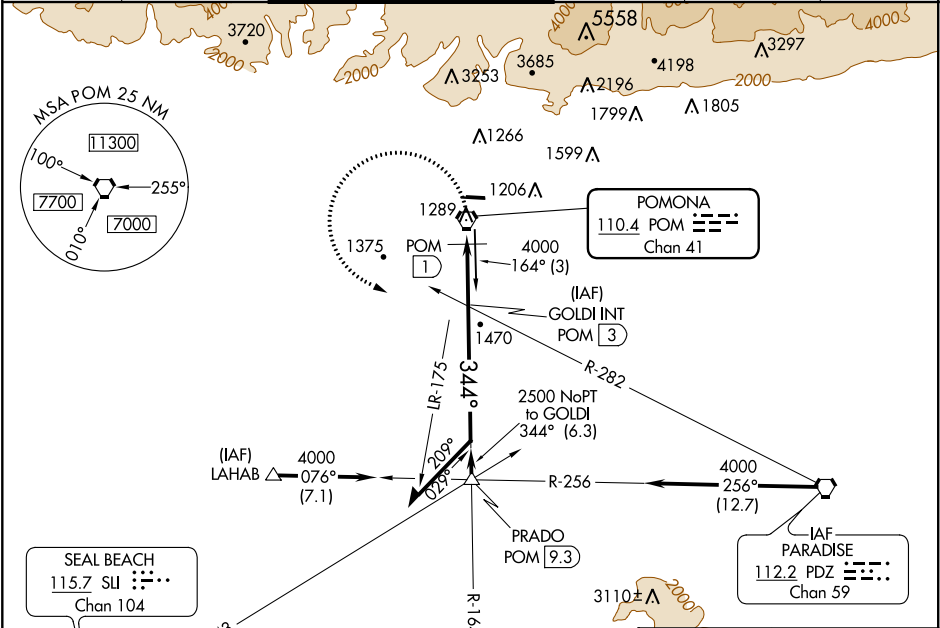 4000
5558
4000
4000
3720
2000
3685
4198
3297
2000
3253
2196
2000
1799
1805
MSA POM 25 NM
11300
100°
255°
7700
7000
010°
1266
1599
1206
1289
POMONA
110.4 POM
Chan 41
1375
POM
1
4000
164° (3)
(IAF)
GOLDI INT
POM 3
1470
LR-175
344°
R-282
2500 NoPT
to GOLDI
344° (6.3)
(IAF)
LAHAB
4000
076°
(7.1)
209°
029°
R-256
4000
256°
(12.7)
PRADO
POM 9.3
IAF
PARADISE
112.2 PDZ
Chan 59
SEAL BEACH
115.7 SLI
Chan 104
R-16
3110±
2000